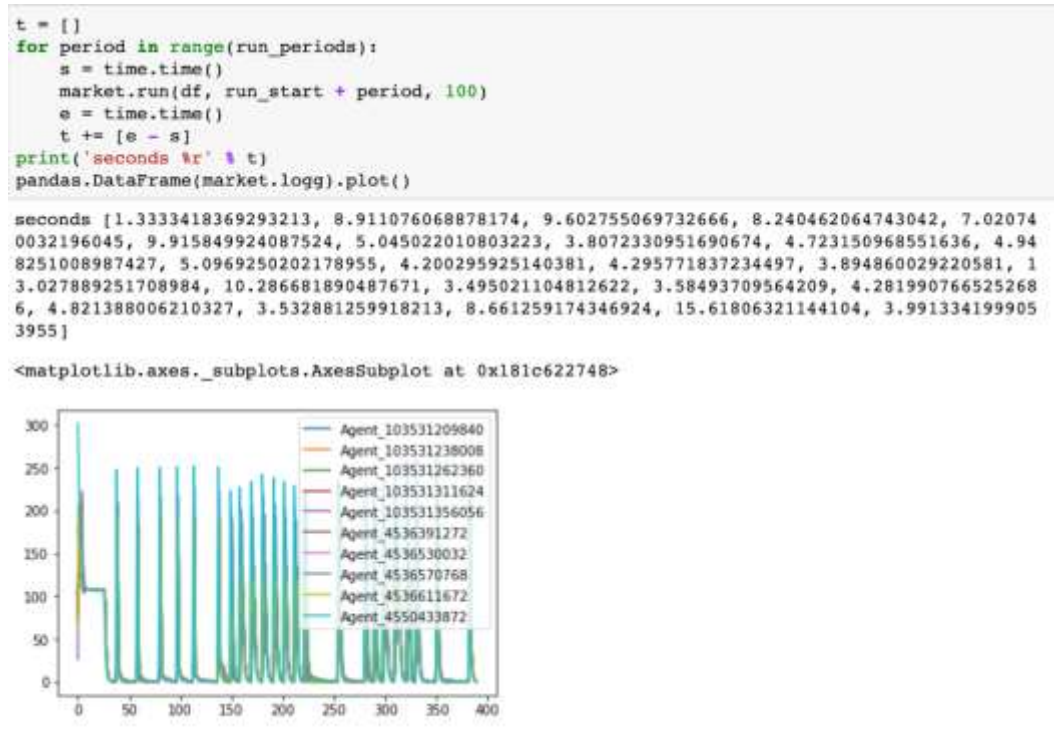 t = []
for period in range(run_periods):
    s = time.time()
    market.run(df, run_start + period, 100)
    e = time.time()
    t += [e - s]
print('seconds %r' % t)
pandas.DataFrame(market.logg).plot()
seconds [1.3333418369293213, 8.911076068878174, 9.602755069732666, 8.240462064743042, 7.02074
0032196045, 9.915849924087524, 5.045022010803223, 3.8072330951690674, 4.723150968551636, 4.94
8251008987427, 5.0969250202178955, 4.200295925140381, 4.295771837234497, 3.894860029220581, 1
3.027889251708984, 10.286681890487671, 3.495021104812622, 3.58493709564209, 4.281990766525268
6, 4.821388006210327, 3.532881259918213, 8.661259174346924, 15.61806321144104, 3.991334199905
3955]
<matplotlib.axes._subplots.AxesSubplot at 0x181c622748>
300
250
200
150
100
50
0
Agent_103531209840
Agent_103531238008
Agent_103531262360
Agent_103531311624
Agent_103531356056
Agent_4536391272
Agent_4536530032
Agent_4536570768
Agent_4536611672
Agent_4550433872
0 50 100 150 200 250 300 350 400